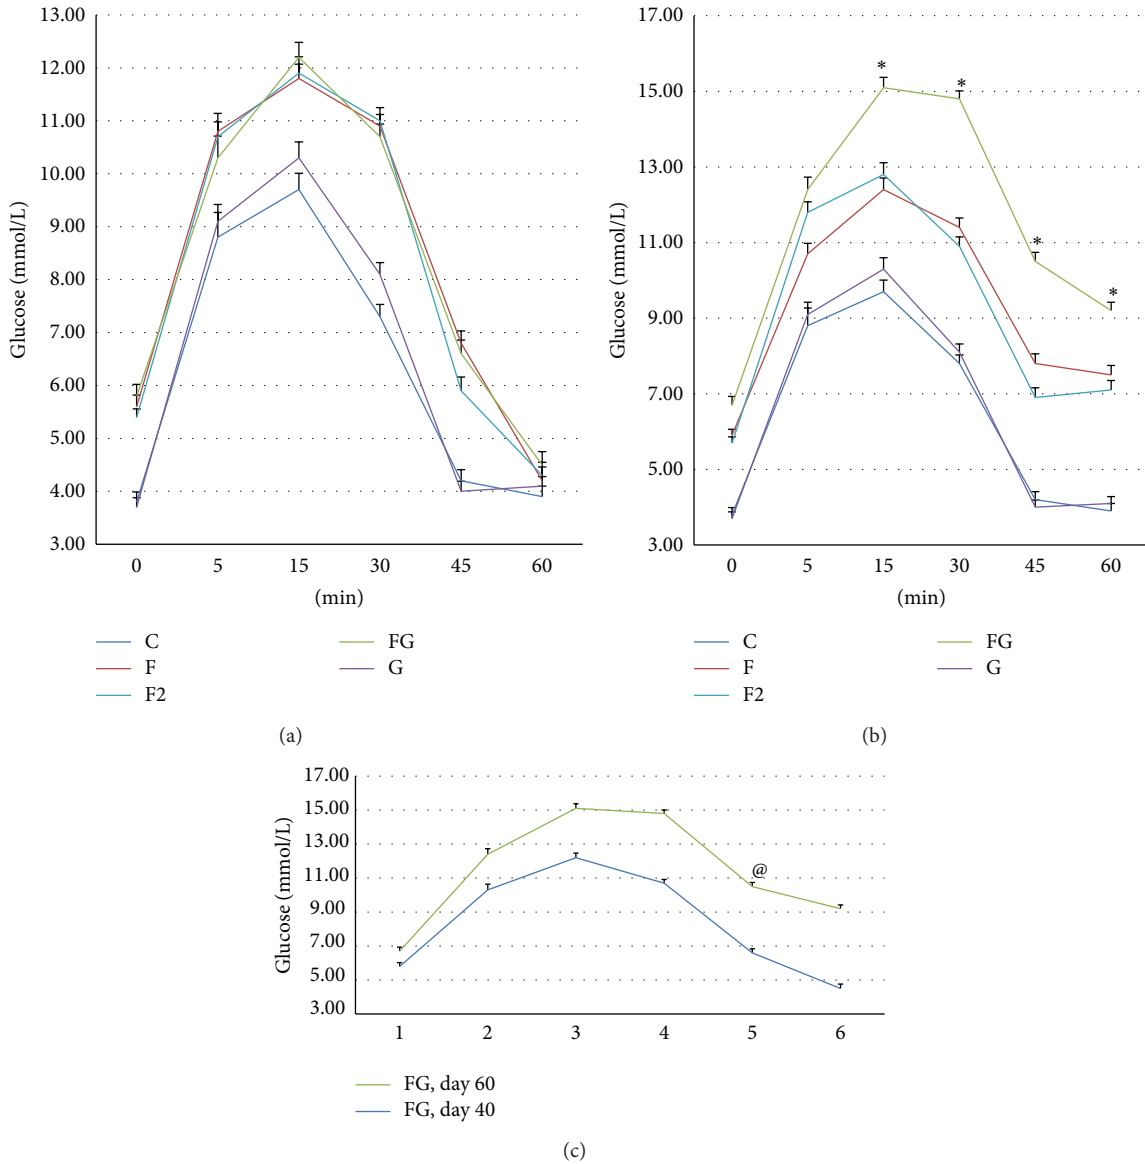 13.00
12.00
11.00
10.00
9.00
8.00
7.00
6.00
5.00
4.00
3.00
Glucose (mmol/L)
0 5 15 30 45 60
(min)
C FG
F G
F2
(a)
17.00
15.00
13.00
11.00
9.00
7.00
5.00
3.00
Glucose (mmol/L)
* *
*
*
0 5 15 30 45 60
(min)
C FG
F G
F2
(b)
17.00
15.00
13.00
11.00
9.00
7.00
5.00
3.00
Glucose (mmol/L)
@
1 2 3 4 5 6
FG, day 60
FG, day 40
(c)